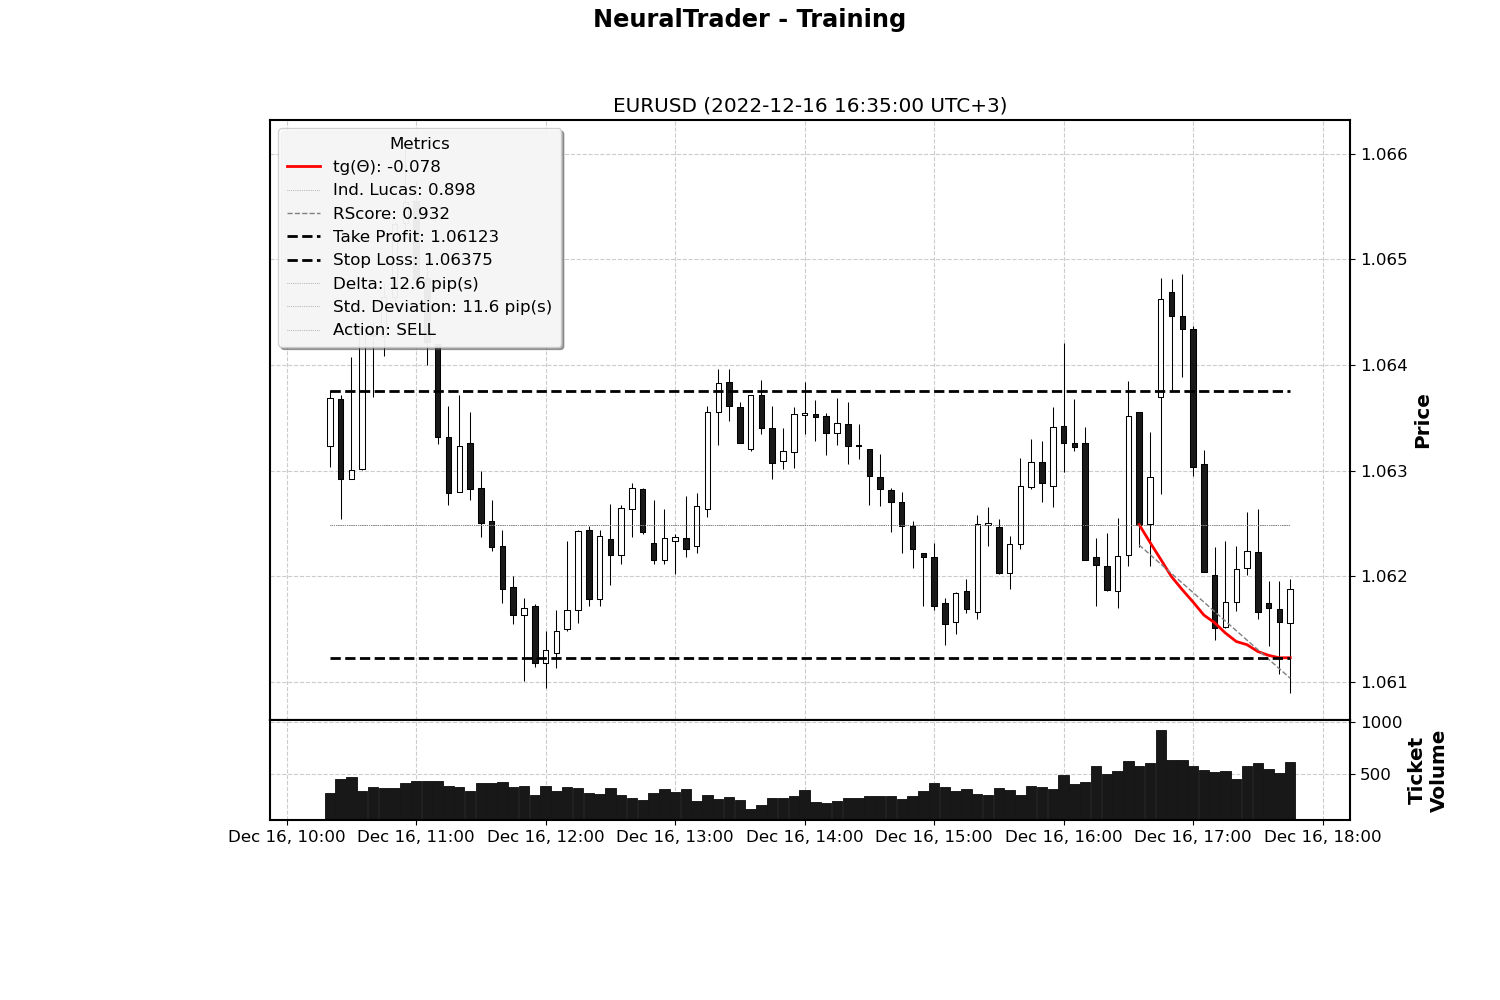 NeuralTrader - Training
EURUSD (2022-12-16 16:35:00 UTC+3)
Metrics
tg(Θ): -0.078
Ind. Lucas: 0.898
RScore: 0.932
Take Profit: 1.06123
Stop Loss: 1.06375
Delta: 12.6 pip(s)
Std. Deviation: 11.6 pip(s)
Action: SELL
1.066
1.065
1.064
1.063
1.062
1.061
Price
1000
500
Ticket
Volume
Dec 16, 10:00 Dec 16, 11:00 Dec 16, 12:00 Dec 16, 13:00 Dec 16, 14:00 Dec 16, 15:00 Dec 16, 16:00 Dec 16, 17:00 Dec 16, 18:00